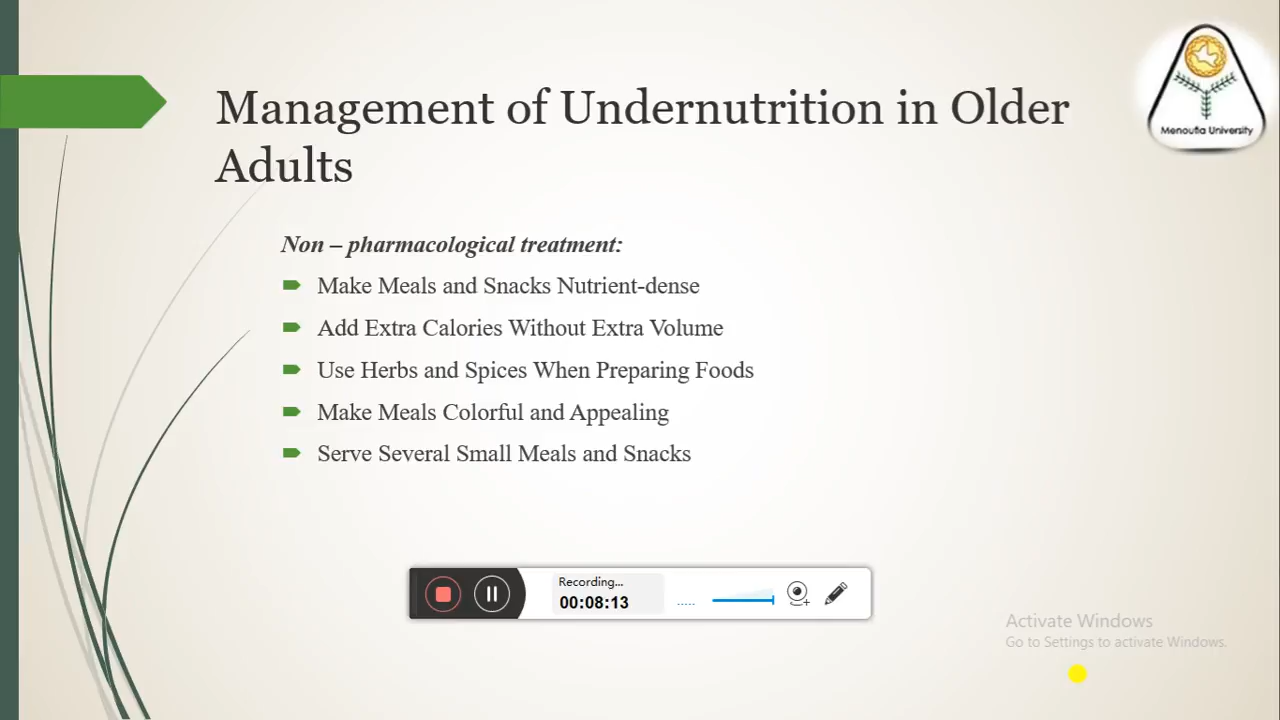 Management of Undernutrition in Older
Adults
Menoufia University
Non – pharmacological treatment:
Make Meals and Snacks Nutrient-dense
Add Extra Calories Without Extra Volume
Use Herbs and Spices When Preparing Foods
Make Meals Colorful and Appealing
Serve Several Small Meals and Snacks
Recording...
00:08:13
Activate Windows
Go to Settings to activate Windows.